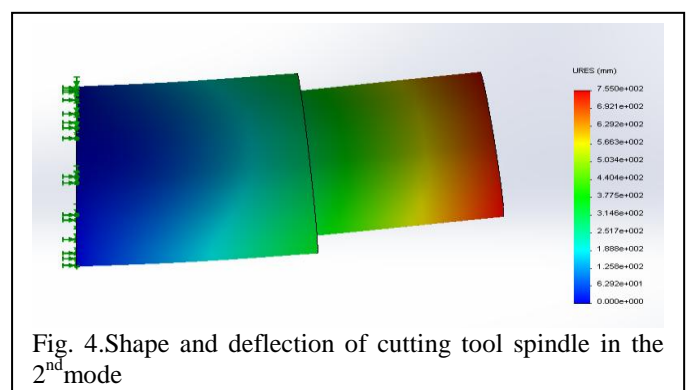 URES (mm)
7.550e+002
6.921e+002
6.292e+002
5.663e+002
5.034e+002
4.404e+002
3.775e+002
3.146e+002
2.517e+002
1.888e+002
1.258e+002
6.292e+001
0.000e+000
Fig. 4.Shape and deflection of cutting tool spindle in the
2ndmode